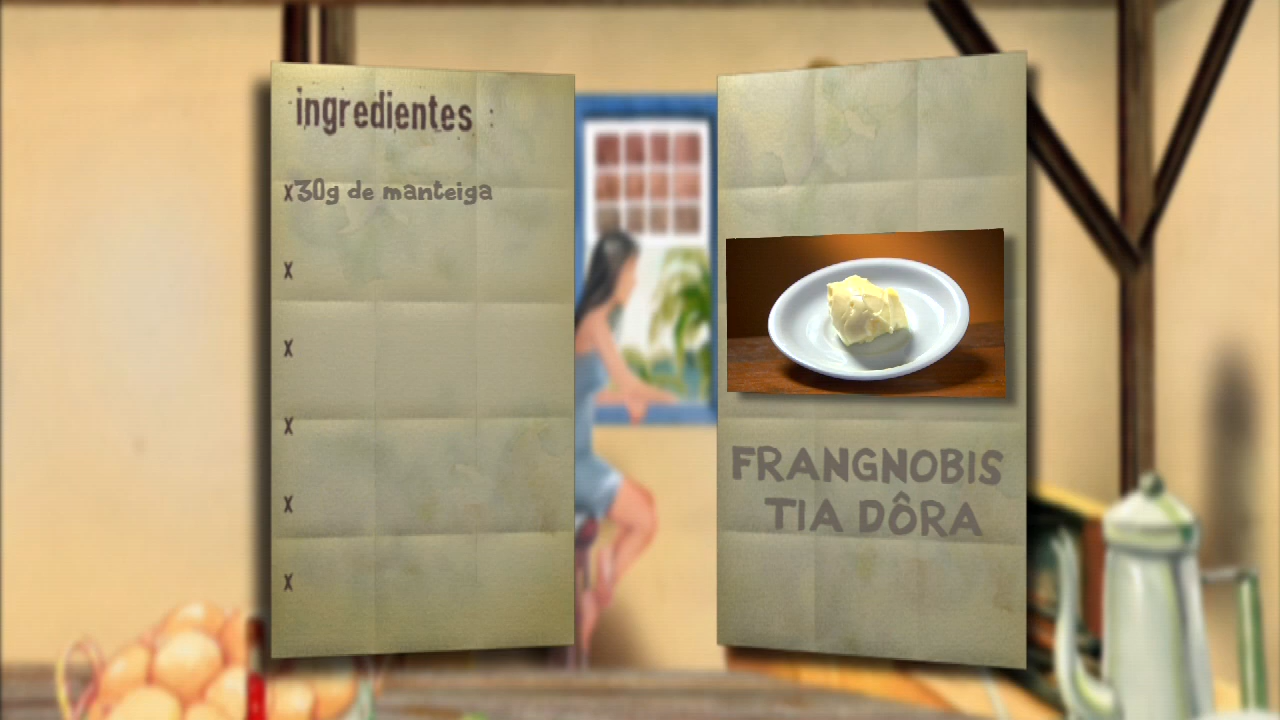 ingredientes :
x30g de manteiga
x
x
x
x
x
FRANGNOBIS
TIA DÔRA